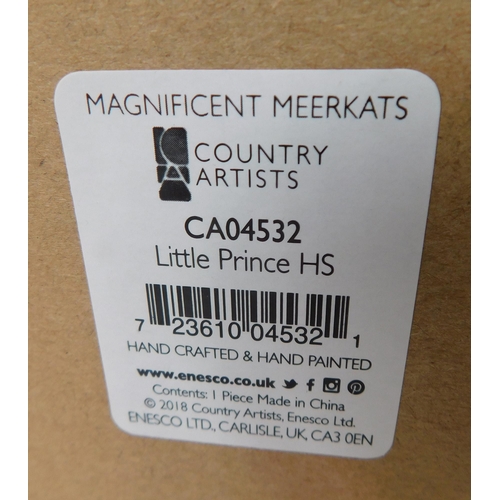 MAGNIFICENT MEERKATS
CA
COUNTRY
ARTISTS
CA04532
Little Prince HS
7 23610 04532 1
HAND CRAFTED & HAND PAINTED
www.enesco.co.uk
Contents: 1 Piece Made in China
© 2018 Country Artists, Enesco Ltd.
ENESCO LTD., CARLISLE, UK, CA3 0EN